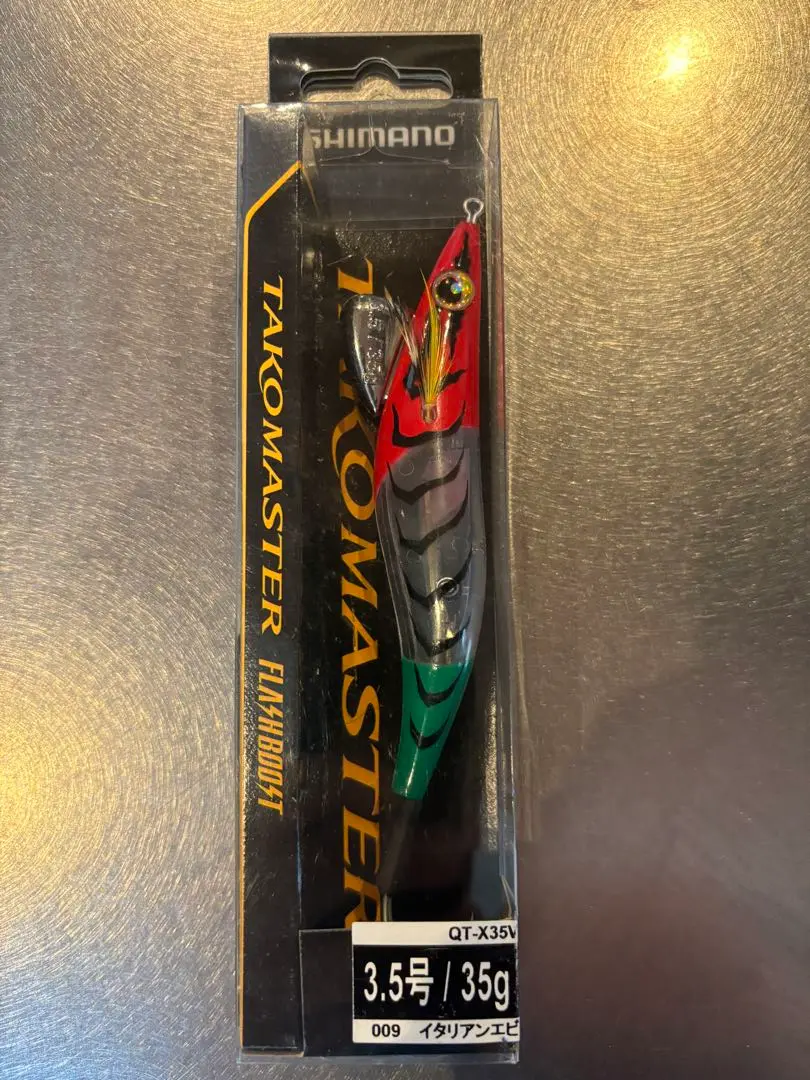 SHIMANO
TAKOMASTER FLASHBOOST
TAKOMASTER
QT-X35V
3.5号 / 35g
009 イタリアンエビ